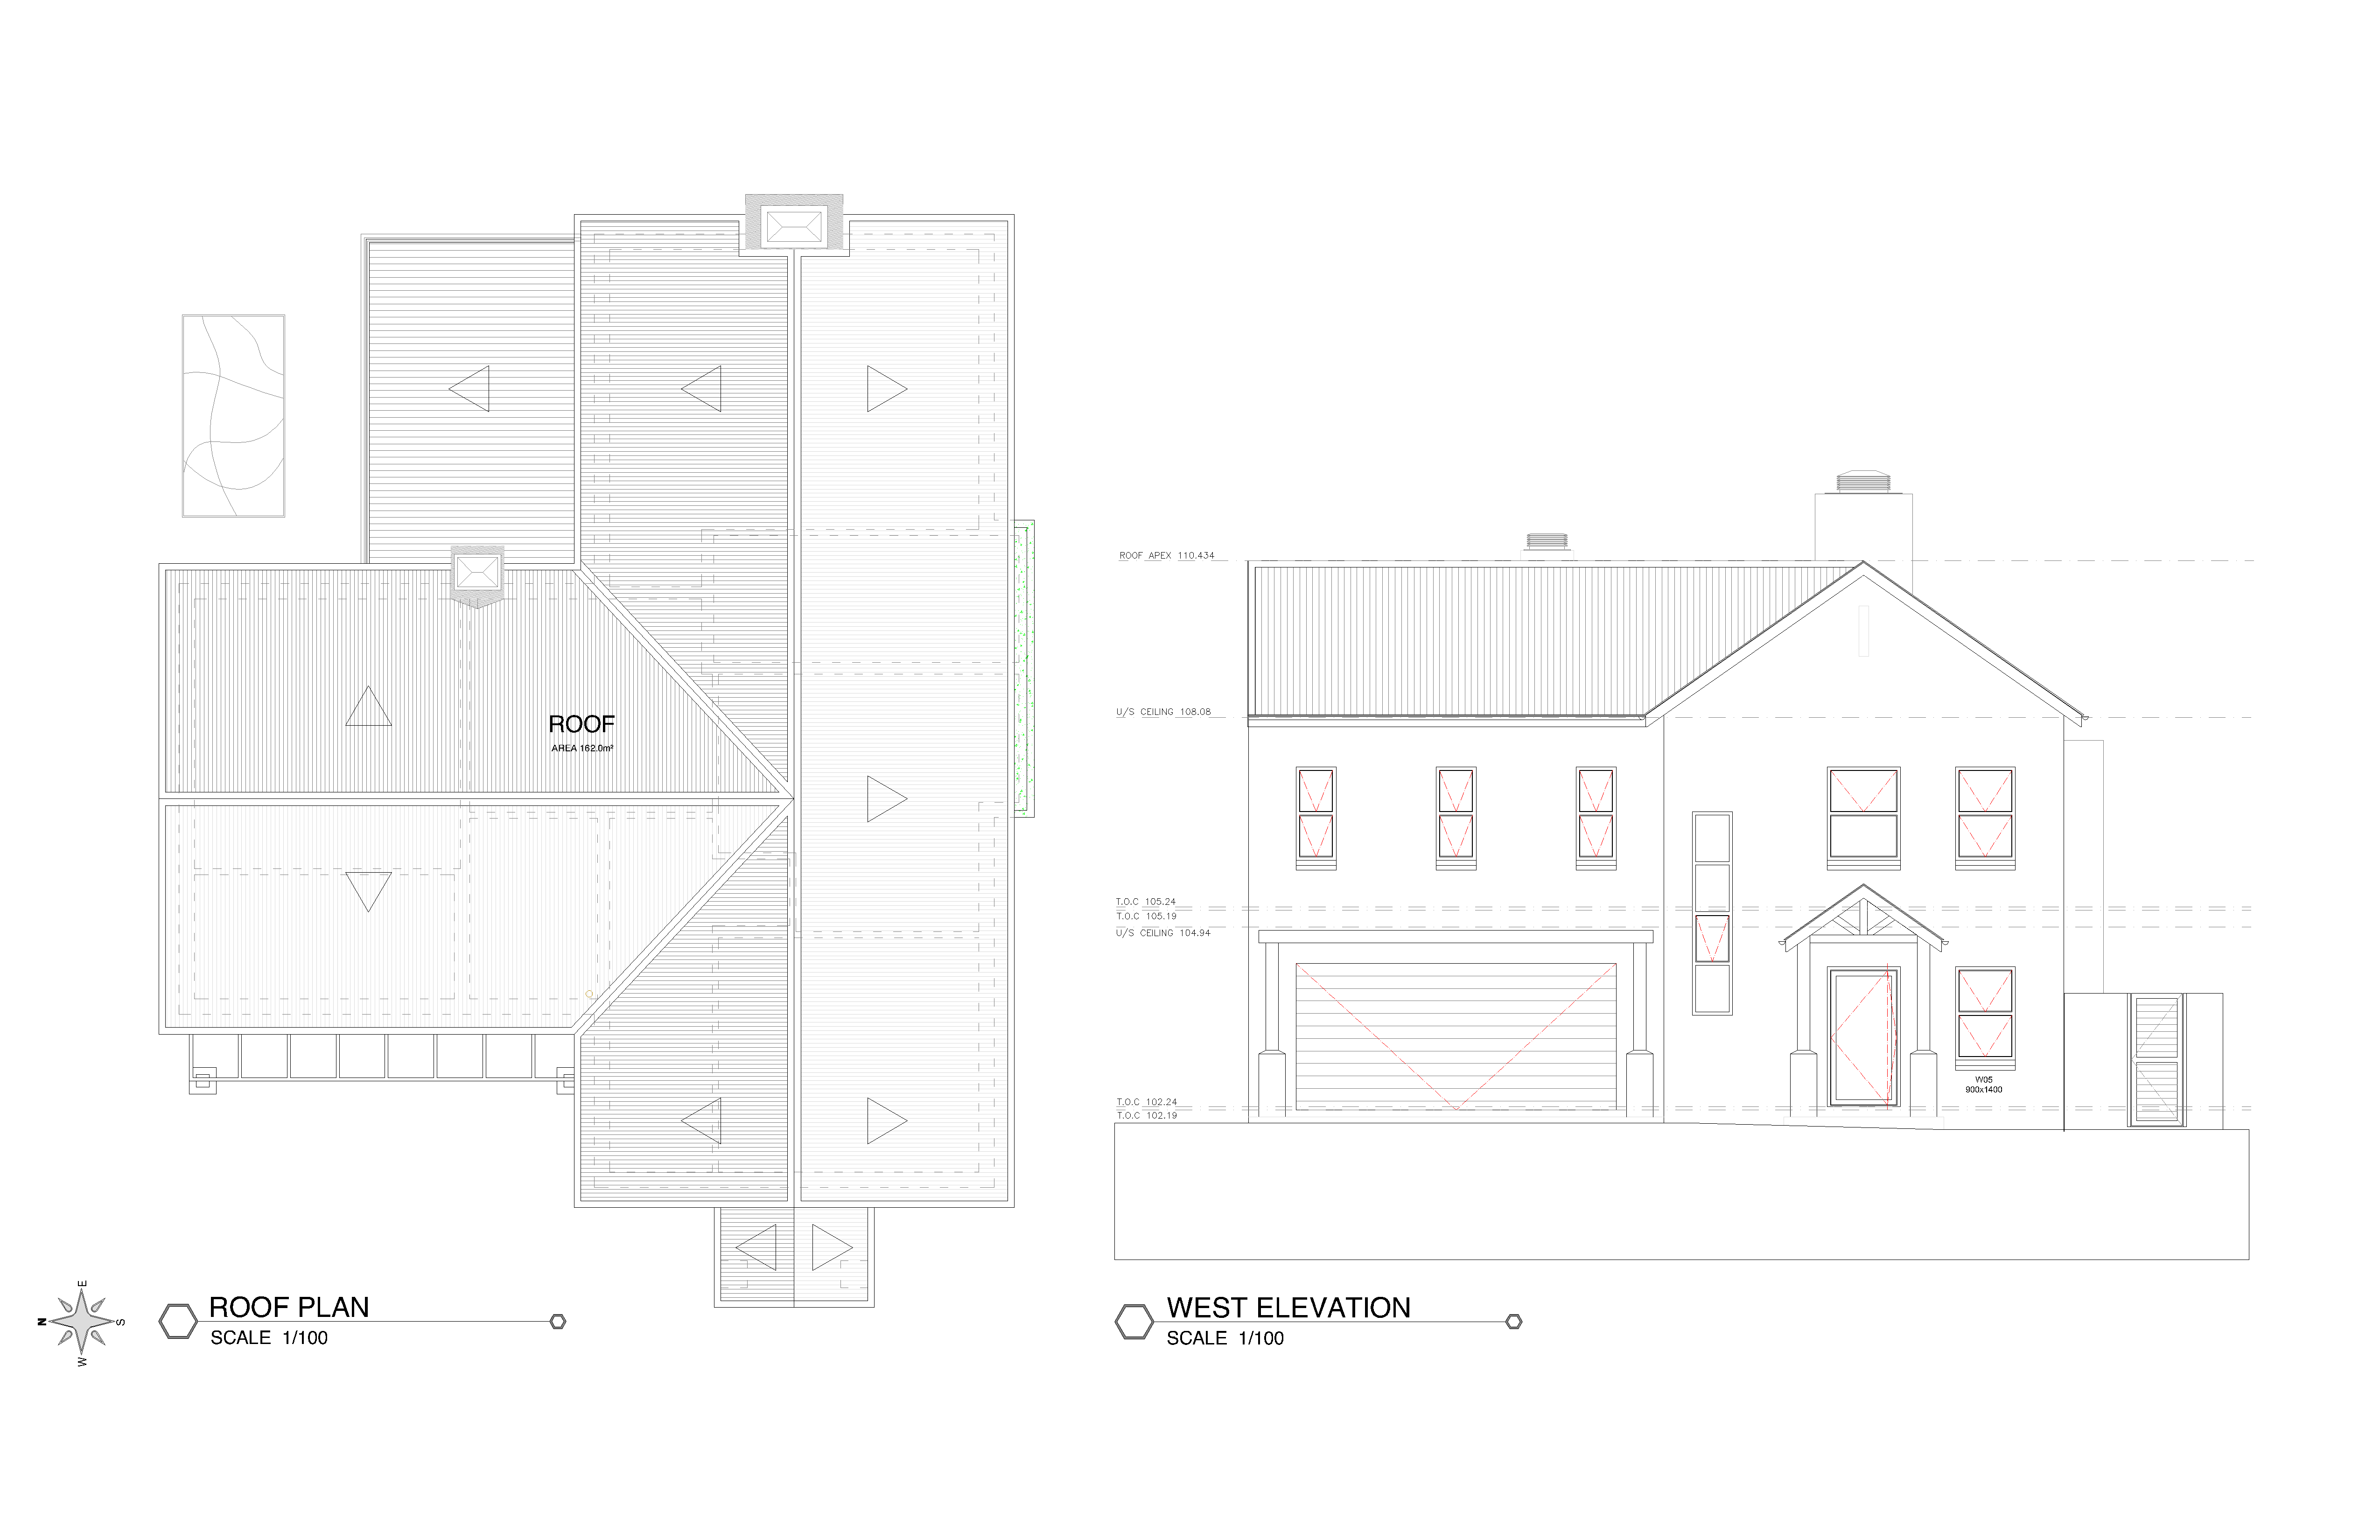 ROOF
AREA 162.0m²
N
E
S
W
ROOF PLAN
SCALE 1/100
ROOF APEX 110.434
U/S CEILING 108.08
T.O.C 105.24
T.O.C 105.19
U/S CEILING 104.94
T.O.C 102.24
T.O.C 102.19
W05
900x1400
WEST ELEVATION
SCALE 1/100